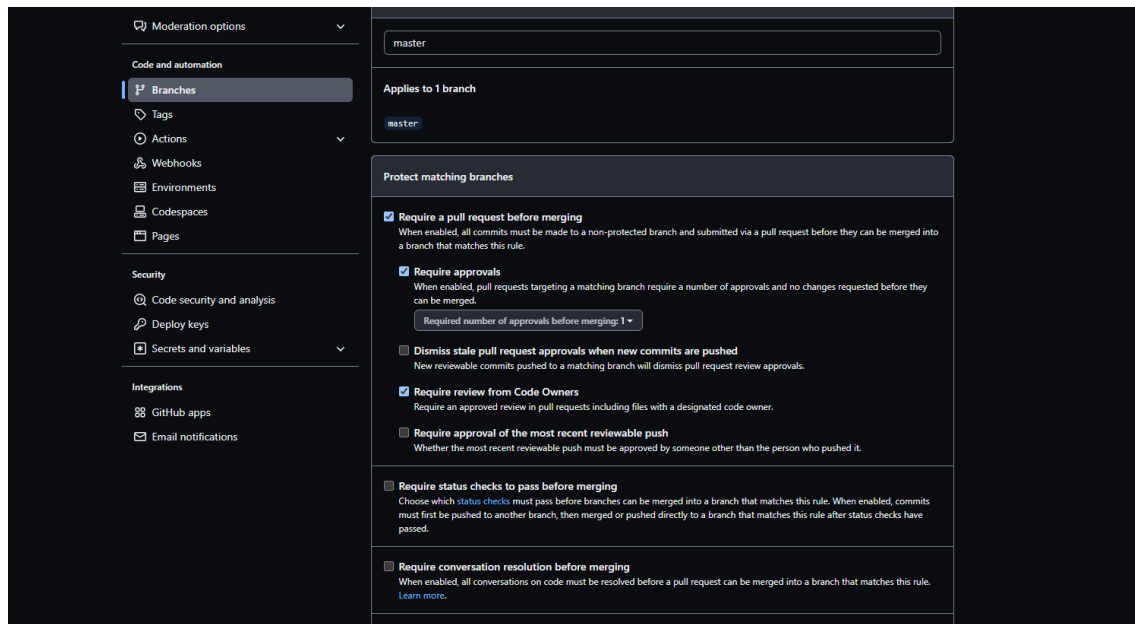 Moderation options
Code and automation
Branches
Tags
Actions
Webhooks
Environments
Codespaces
Pages
Security
Code security and analysis
Deploy keys
Secrets and variables
Integrations
GitHub apps
Email notifications
master
Applies to 1 branch
master
Protect matching branches
Require a pull request before merging
When enabled, all commits must be made to a non-protected branch and submitted via a pull request before they can be merged into
a branch that matches this rule.
Require approvals
When enabled, pull requests targeting a matching branch require a number of approvals and no changes requested before they
can be merged.
Required number of approvals before merging: 1
Dismiss stale pull request approvals when new commits are pushed
New reviewable commits pushed to a matching branch will dismiss pull request review approvals.
Require review from Code Owners
Require an approved review in pull requests including files with a designated code owner.
Require approval of the most recent reviewable push
Whether the most recent reviewable push must be approved by someone other than the person who pushed it.
Require status checks to pass before merging
Choose which status checks must pass before branches can be merged into a branch that matches this rule. When enabled, commits
must first be pushed to another branch, then merged or pushed directly to a branch that matches this rule after status checks have
passed.
Require conversation resolution before merging
When enabled, all conversations on code must be resolved before a pull request can be merged into a branch that matches this rule.
Learn more.